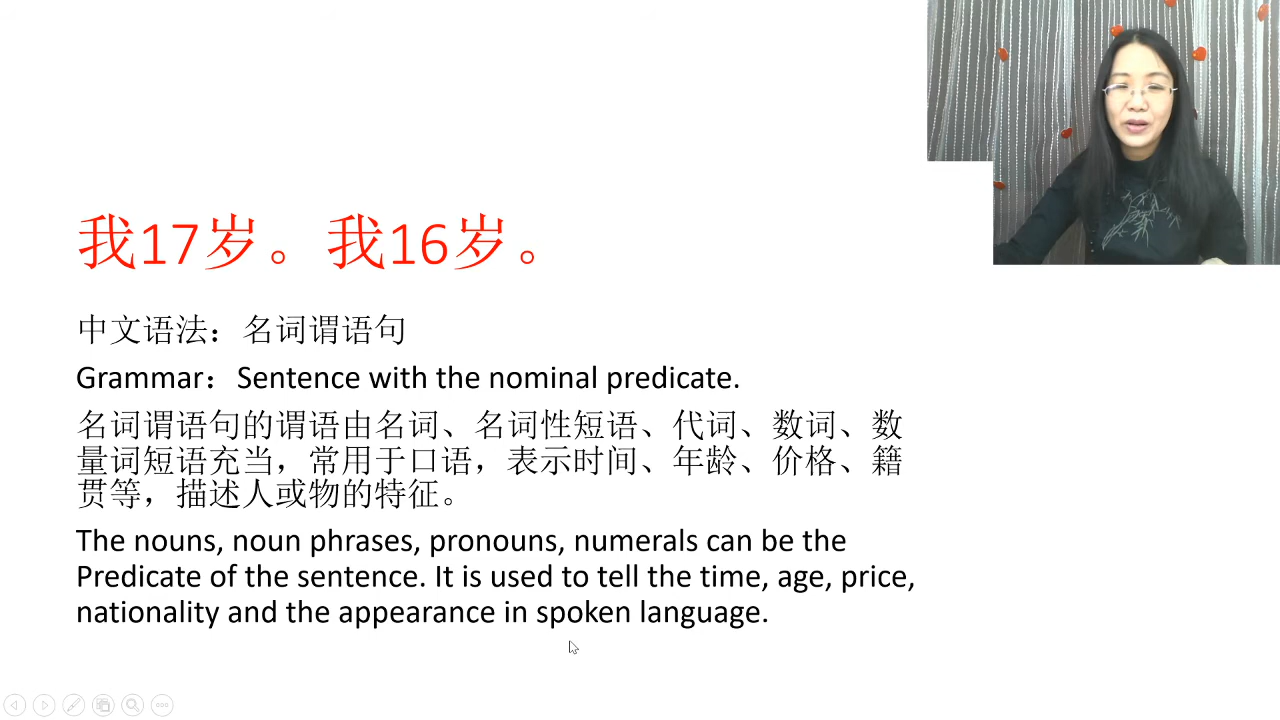 我17岁。我16岁。
中文语法：名词谓语句
Grammar：Sentence with the nominal predicate.
名词谓语句的谓语由名词、名词性短语、代词、数词、数
量词短语充当，常用于口语，表示时间、年龄、价格、籍
贯等，描述人或物的特征。
The nouns, noun phrases, pronouns, numerals can be the
Predicate of the sentence. It is used to tell the time, age, price,
nationality and the appearance in spoken language.